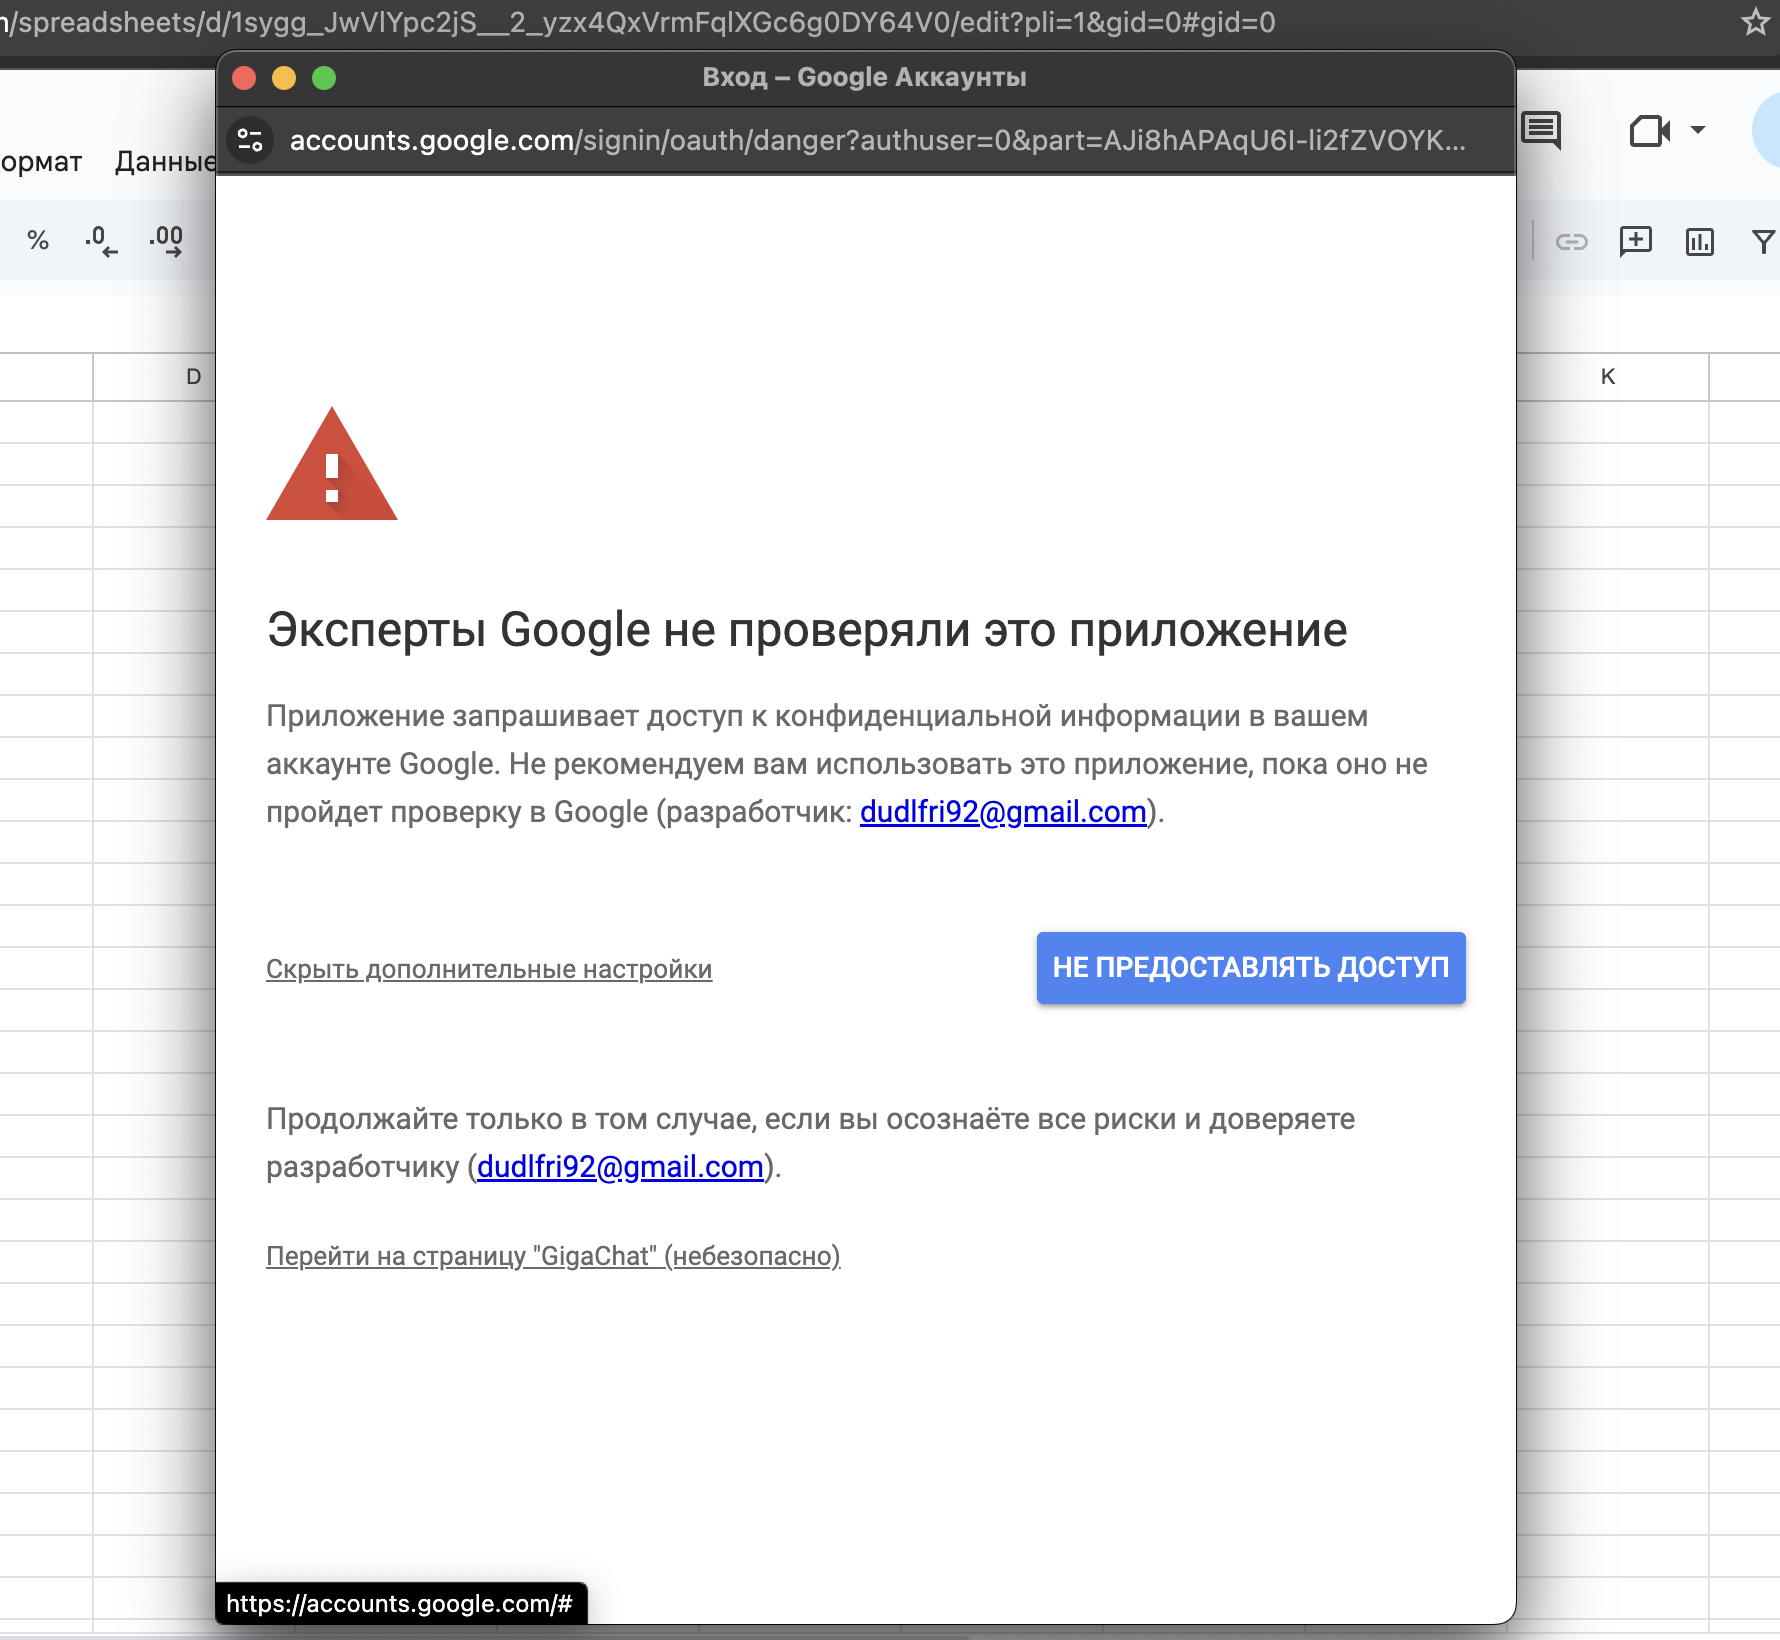 /spreadsheets/d/1sygg_JwVlYpc2jS__2_yzx4QxVrmFqlXGc6g0DY64V0/edit?pli=1&gid=0#gid=0
Вход – Google Аккаунты
accounts.google.com/signin/oauth/danger?authuser=0&part=AJi8hAPAqU6I-li2fZVOYK...
ормат Данные
% .0 .00
D K
Эксперты Google не проверяли это приложение
Приложение запрашивает доступ к конфиденциальной информации в вашем
аккаунте Google. Не рекомендуем вам использовать это приложение, пока оно не
пройдет проверку в Google (разработчик: dudlfri92@gmail.com).
Скрыть дополнительные настройки
НЕ ПРЕДОСТАВЛЯТЬ ДОСТУП
Продолжайте только в том случае, если вы осознаёте все риски и доверяете
разработчику (dudlfri92@gmail.com).
Перейти на страницу "GigaChat" (небезопасно)
https://accounts.google.com/#